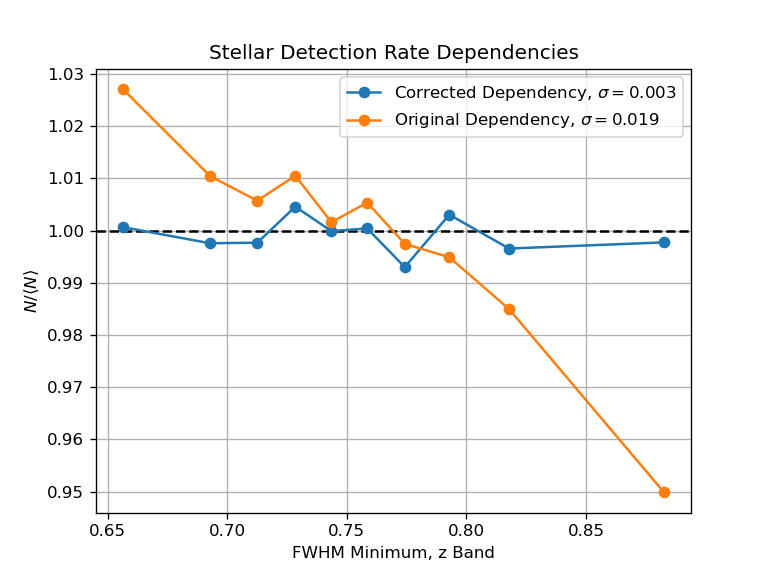 Stellar Detection Rate Dependencies
1.03
1.02
1.01
1.00
0.99
0.98
0.97
0.96
0.95
N/⟨N⟩
Corrected Dependency, σ = 0.003
Original Dependency, σ = 0.019
0.65 0.70 0.75 0.80 0.85
FWHM Minimum, z Band